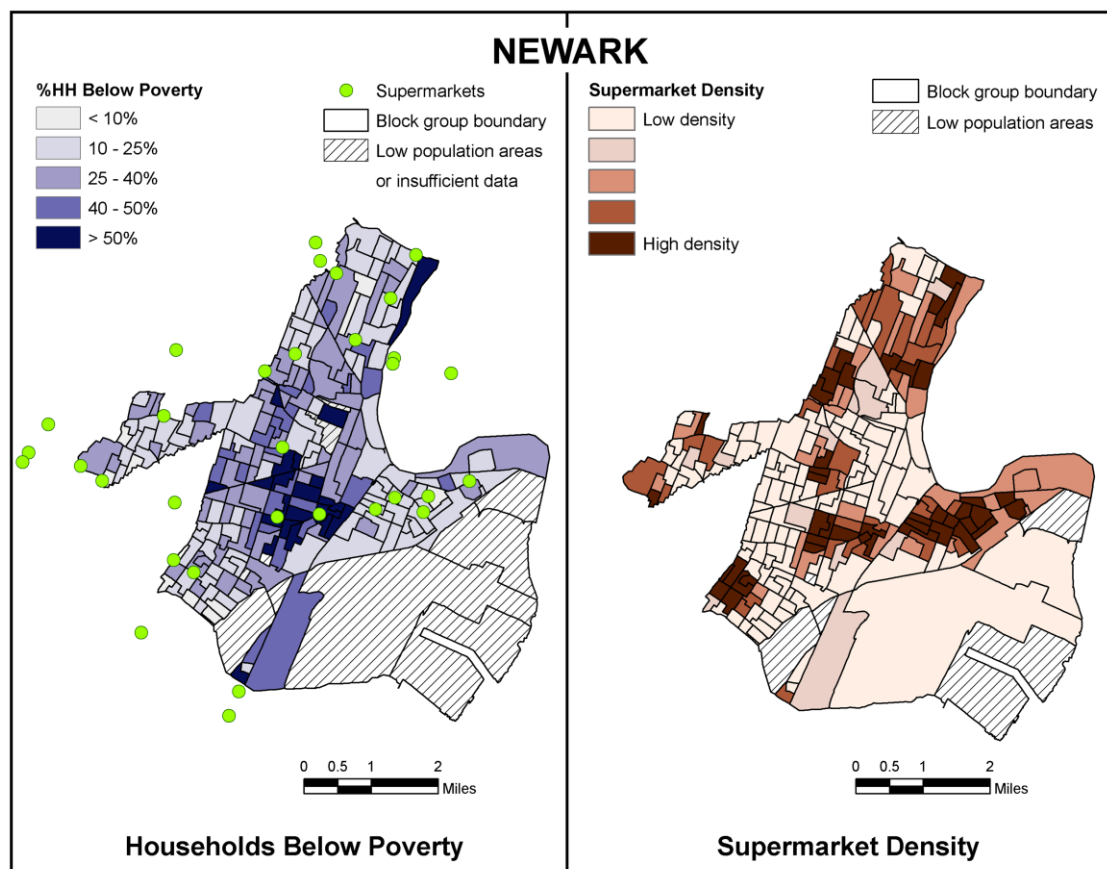 NEWARK
%HH Below Poverty
< 10%
10 - 25%
25 - 40%
40 - 50%
> 50%
Supermarkets
Block group boundary
Low population areas
or insufficient data
0 0.5 1 2
Miles
Households Below Poverty
Supermarket Density
Low density
High density
Block group boundary
Low population areas
0 0.5 1 2
Miles
Supermarket Density